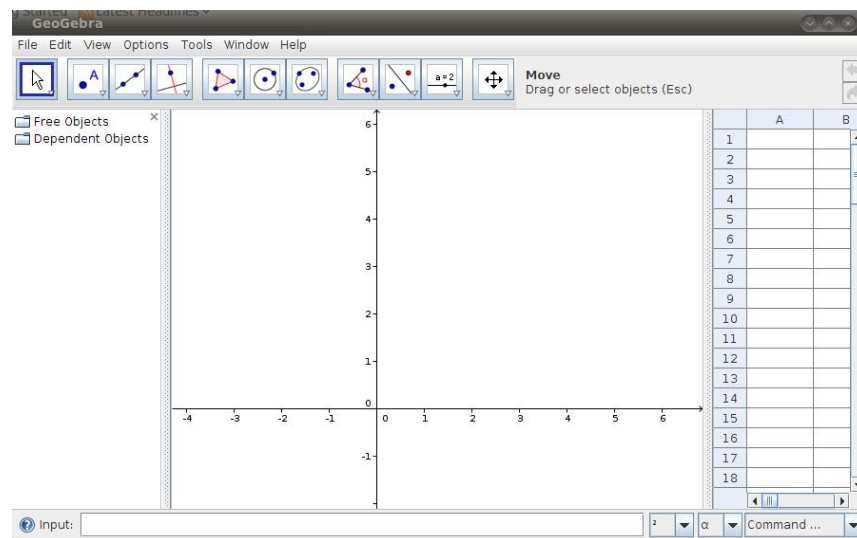 GeoGebra
File Edit View Options Tools Window Help
A
α
a=2
Move
Drag or select objects (Esc)
Free Objects
Dependent Objects
6
5
4
3
2
1
0
-4 -3 -2 -1 0 1 2 3 4 5 6
-1
A B
1
2
3
4
5
6
7
8
9
10
11
12
13
14
15
16
17
18
Input: ² α Command ...